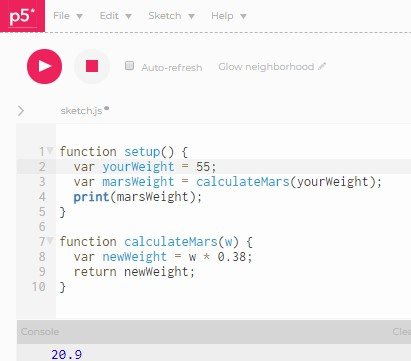 p5* File Edit Sketch Help
Auto-refresh Glow neighborhood
sketch.js
1 function setup() {
2 var yourWeight = 55;
3 var marsWeight = calculateMars(yourWeight);
4 print(marsWeight);
5 }
6
7 function calculateMars(w) {
8 var newWeight = w * 0.38;
9 return newWeight;
10 }
Console Clea
20.9